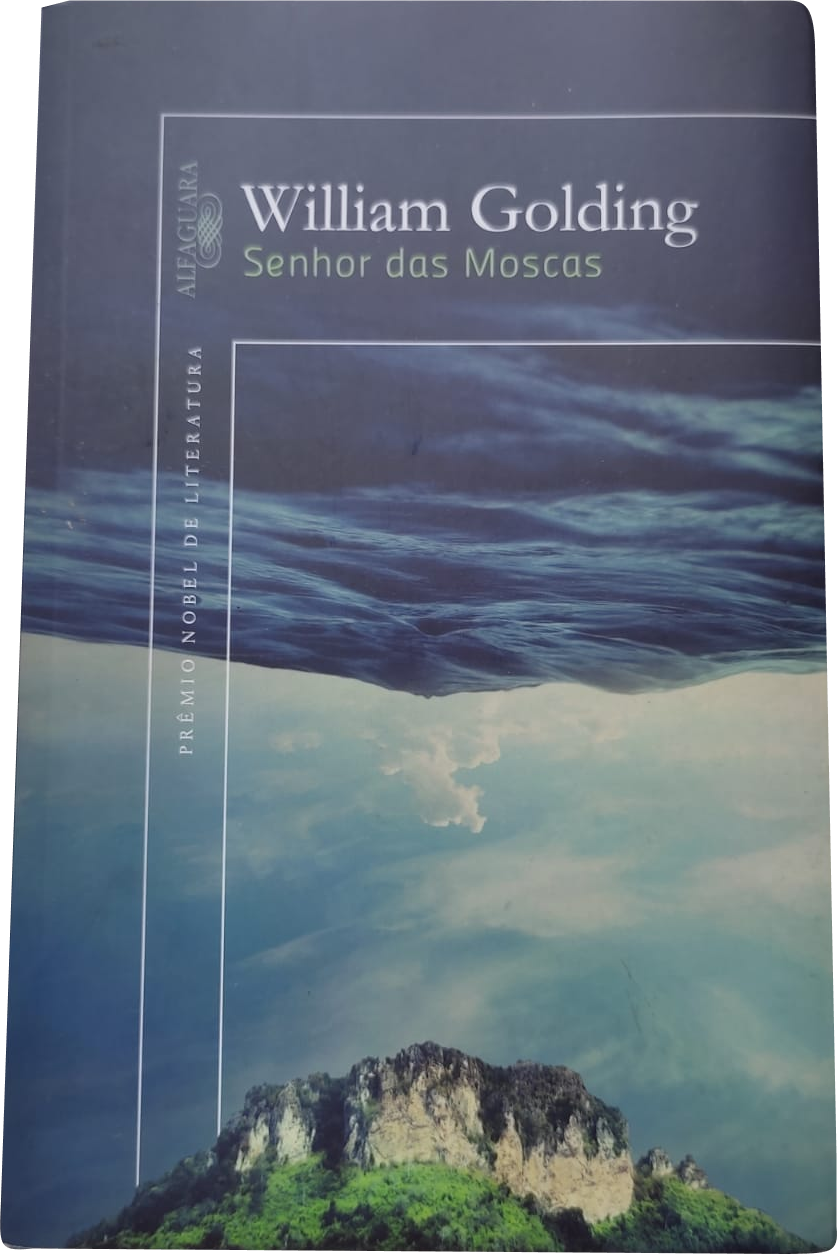 William Golding
Senhor das Moscas
ALFAGUARA
PRÊMIO NOBEL DE LITERATURA